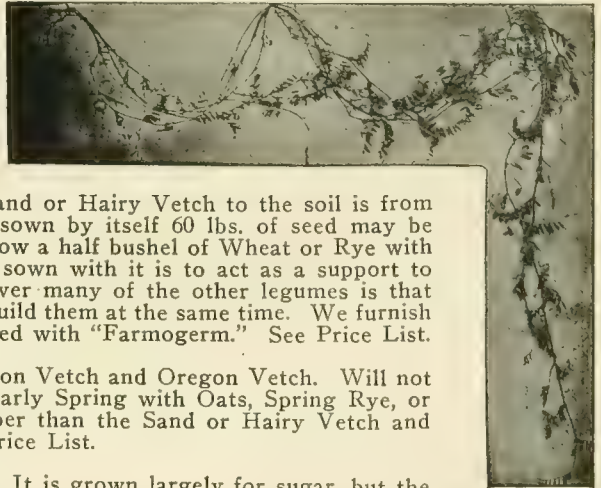 and or Hairy Vetch to the soil is from
sown by itself 60 lbs. of seed may be
ow a half bushel of Wheat or Rye with
sown with it is to act as a support to
ver many of the other legumes is that
uild them at the same time. We furnish
ed with "Farmogerm." See Price List.
on Vetch and Oregon Vetch. Will not
arly Spring with Oats, Spring Rye, or
per than the Sand or Hairy Vetch and
rice List.
It is grown largely for sugar, but the